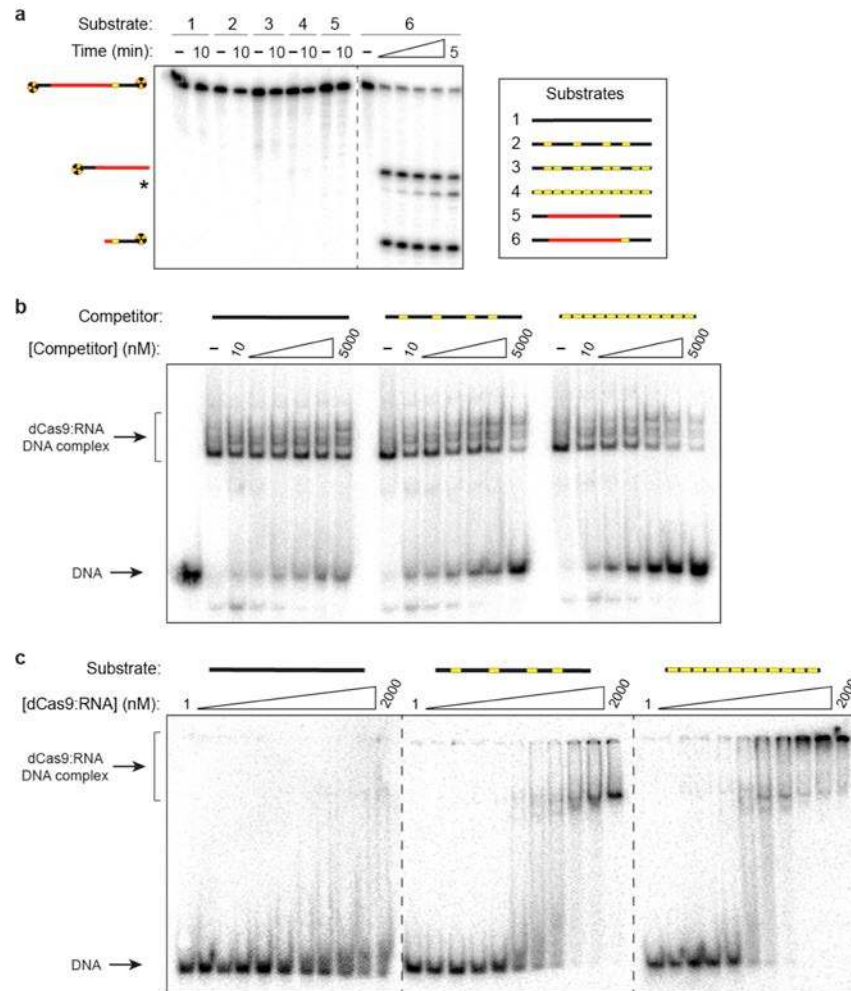 a
Substrate: 1 2 3 4 5 6
Time (min): – 10 – 10 – 10 – 10 – 10 – 5
*
Substrates
1
2
3
4
5
6
b
Competitor:
[Competitor] (nM) – 10 5000 – 10 5000 – 10 5000
dCas9:RNA
DNA complex
DNA
c
Substrate:
[dCas9:RNA] (nM) 1 2000 1 2000 1 2000
dCas9:RNA
DNA complex
DNA